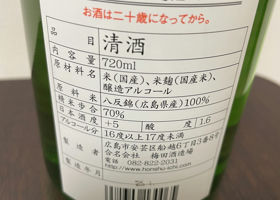 お酒は二十歳になってから。
品目 清酒
内容量 720ml
原材料名 米(国産)、米麹(国産米)、
醸造アルコール
原料米 八反錦(広島県産)100%
精米歩合 70%
日本酒度 +5 酸度 1.6
アルコール分 16度以上17度未満
製造者 広島市安芸区船越6丁目3番8号
合名会社 梅田酒造場
電話 082-822-2031
http://www.honshu-ichi.com
製造年月